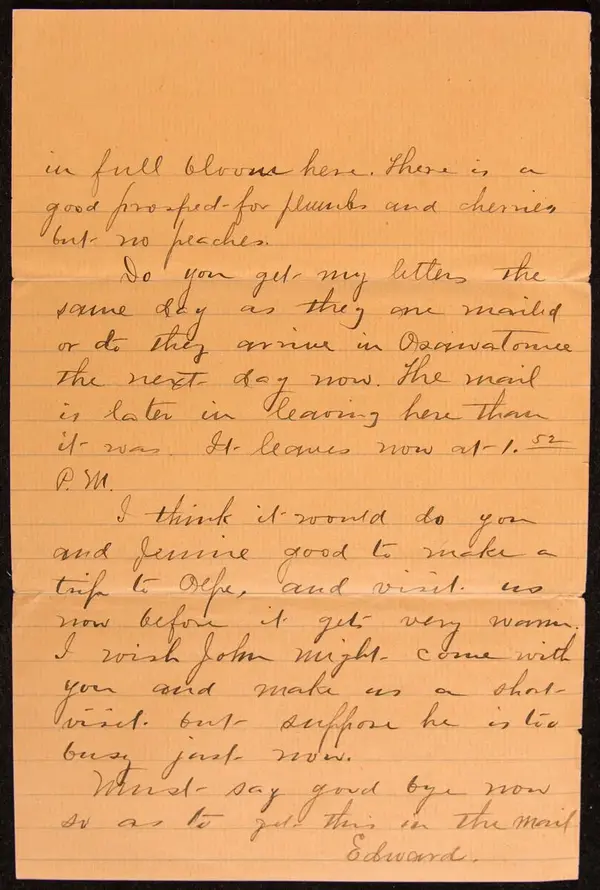 in full bloom here. There is a
good prospect for plumbs and cherries
but no peaches.
Do you get my letters the
same day as they are mailed
or do they arrive in Osawatomee
the next day now. The mail
is later in leaving here than
it was. It leaves now at 1.52
P.M.
I think it would do you
and Jennie good to make a
trip to Olpe, and visit us
now before it gets very warm.
I wish John might come with
you and make us a short
visit but suppose he is too
busy just now.
Must say good bye now
so as to get this in the mail
Edward.